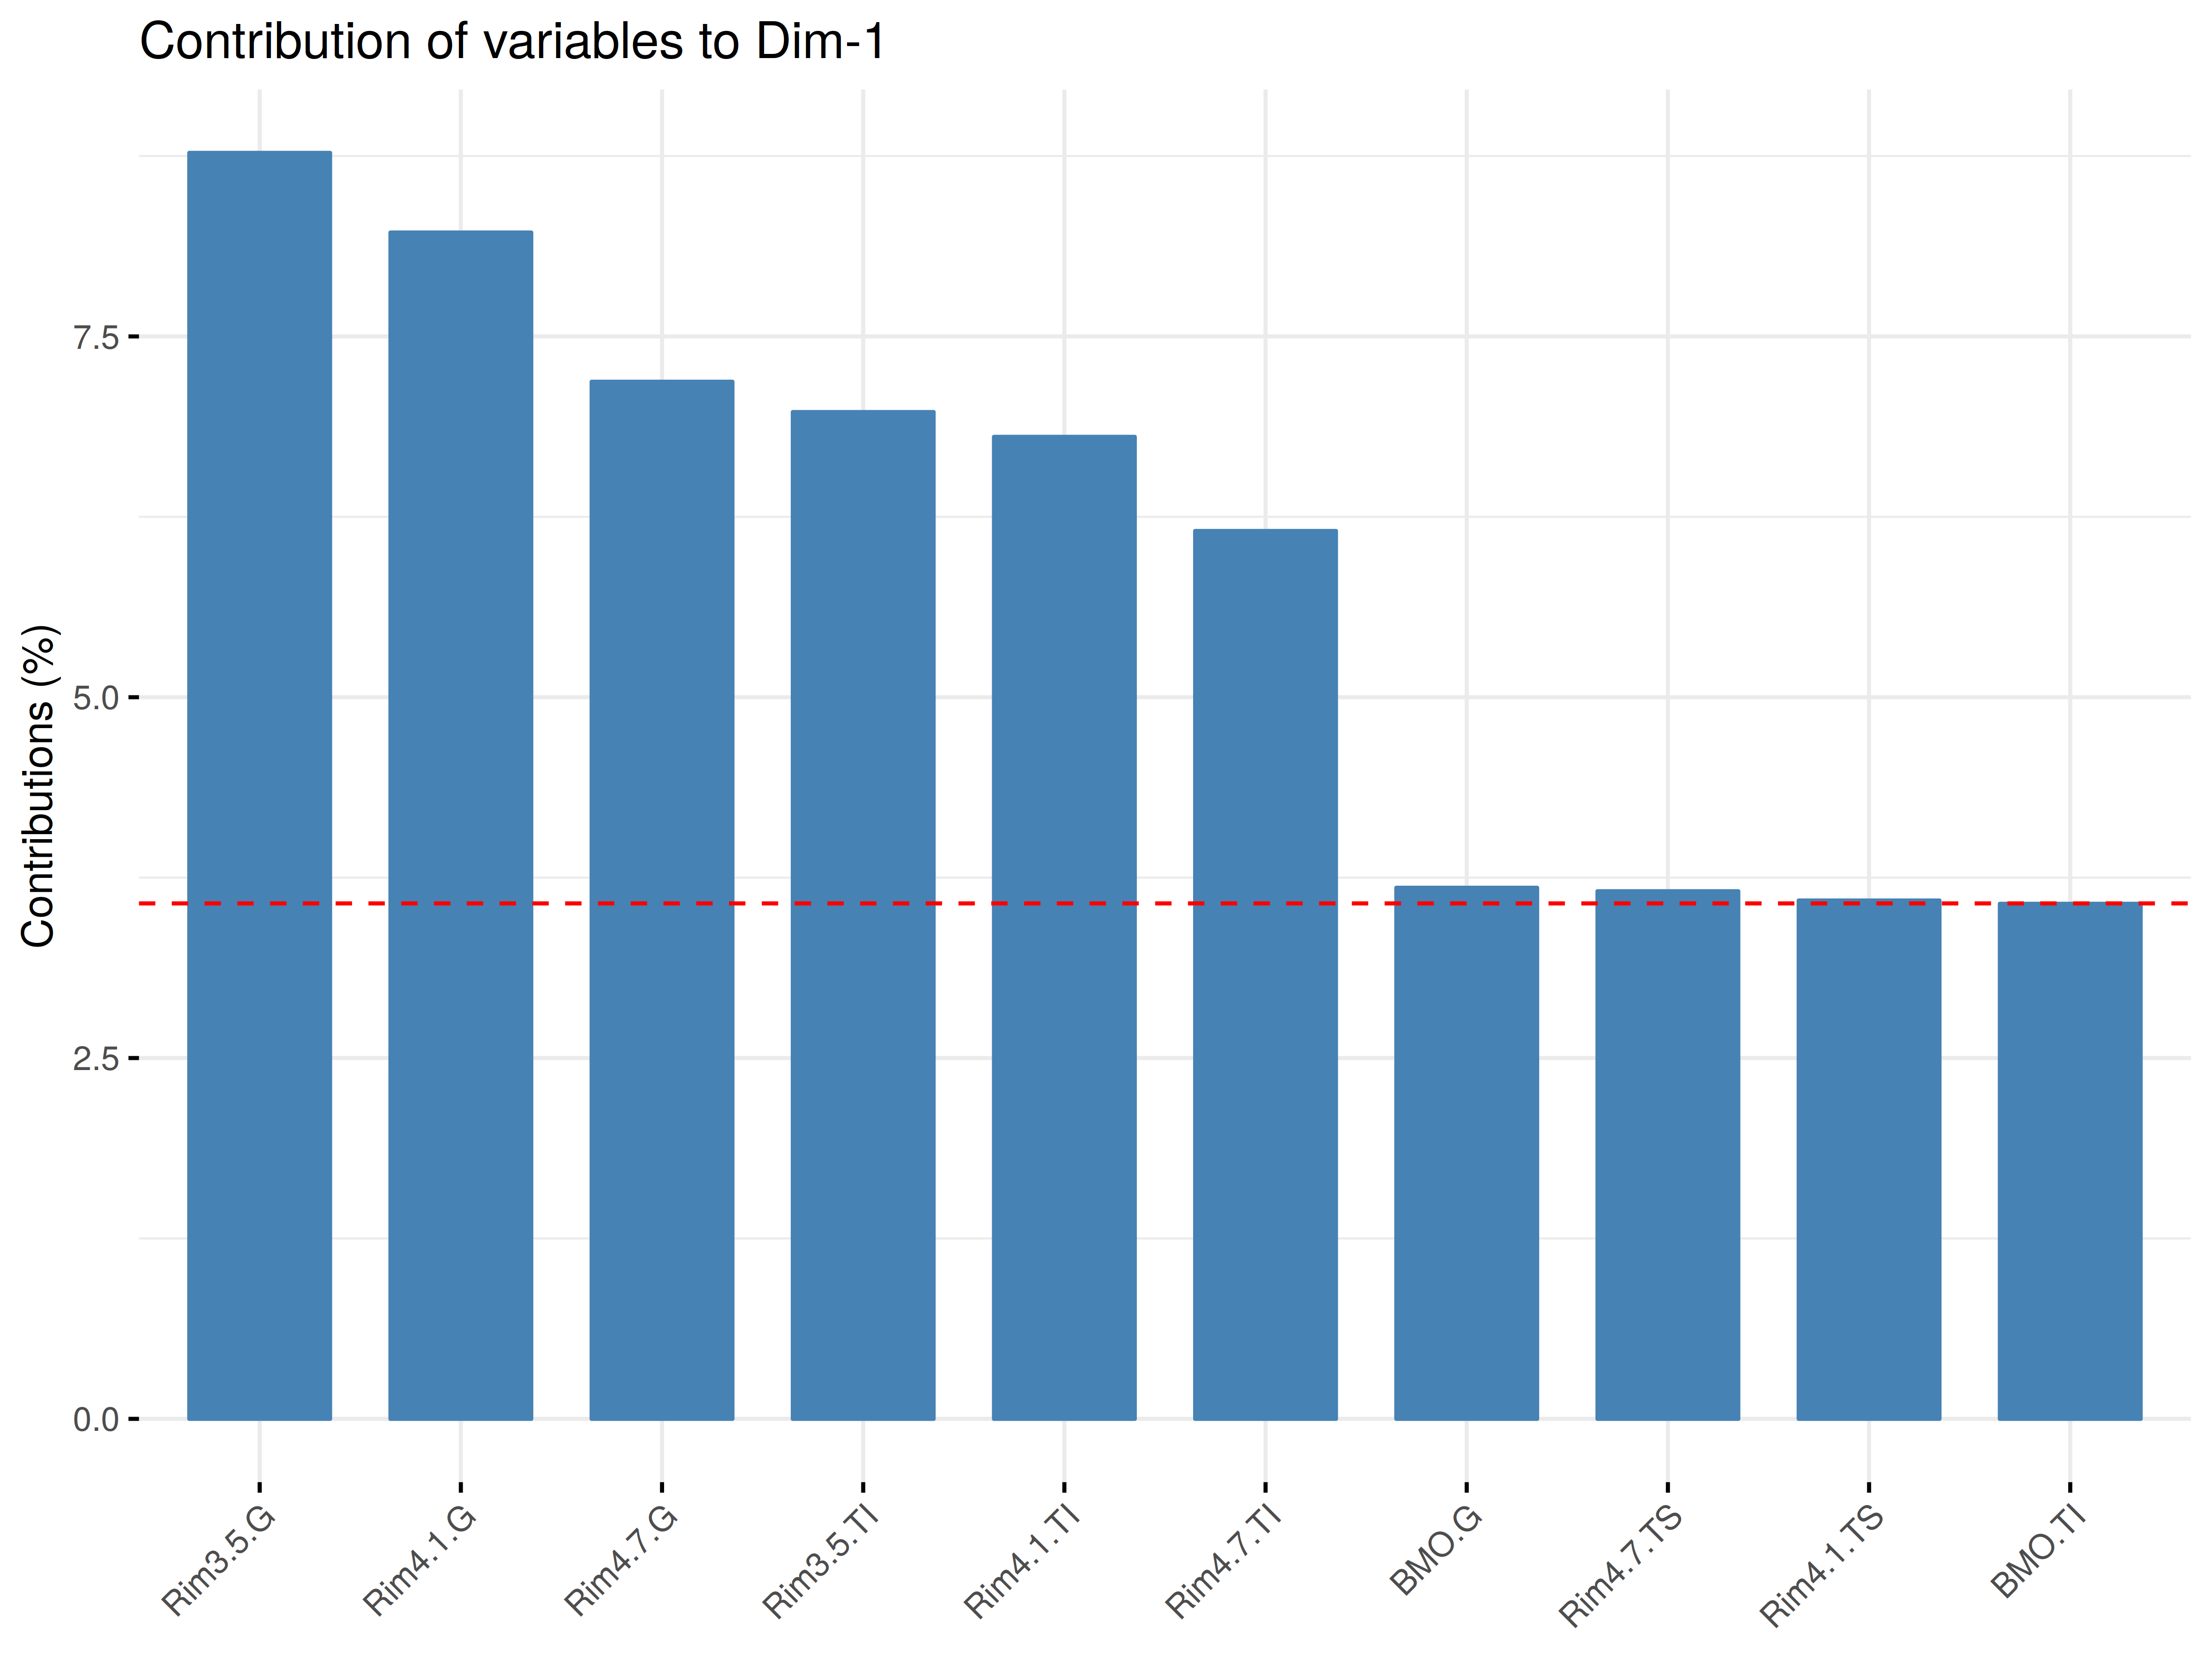 Contribution of variables to Dim-1
Contributions (%)
7.5
5.0
2.5
0.0
Rim3.5.G
Rim4.1.G
Rim4.7.G
Rim3.5.TI
Rim4.1.TI
Rim4.7.TI
BMO.G
Rim4.7.TS
Rim4.1.TS
BMO.TI